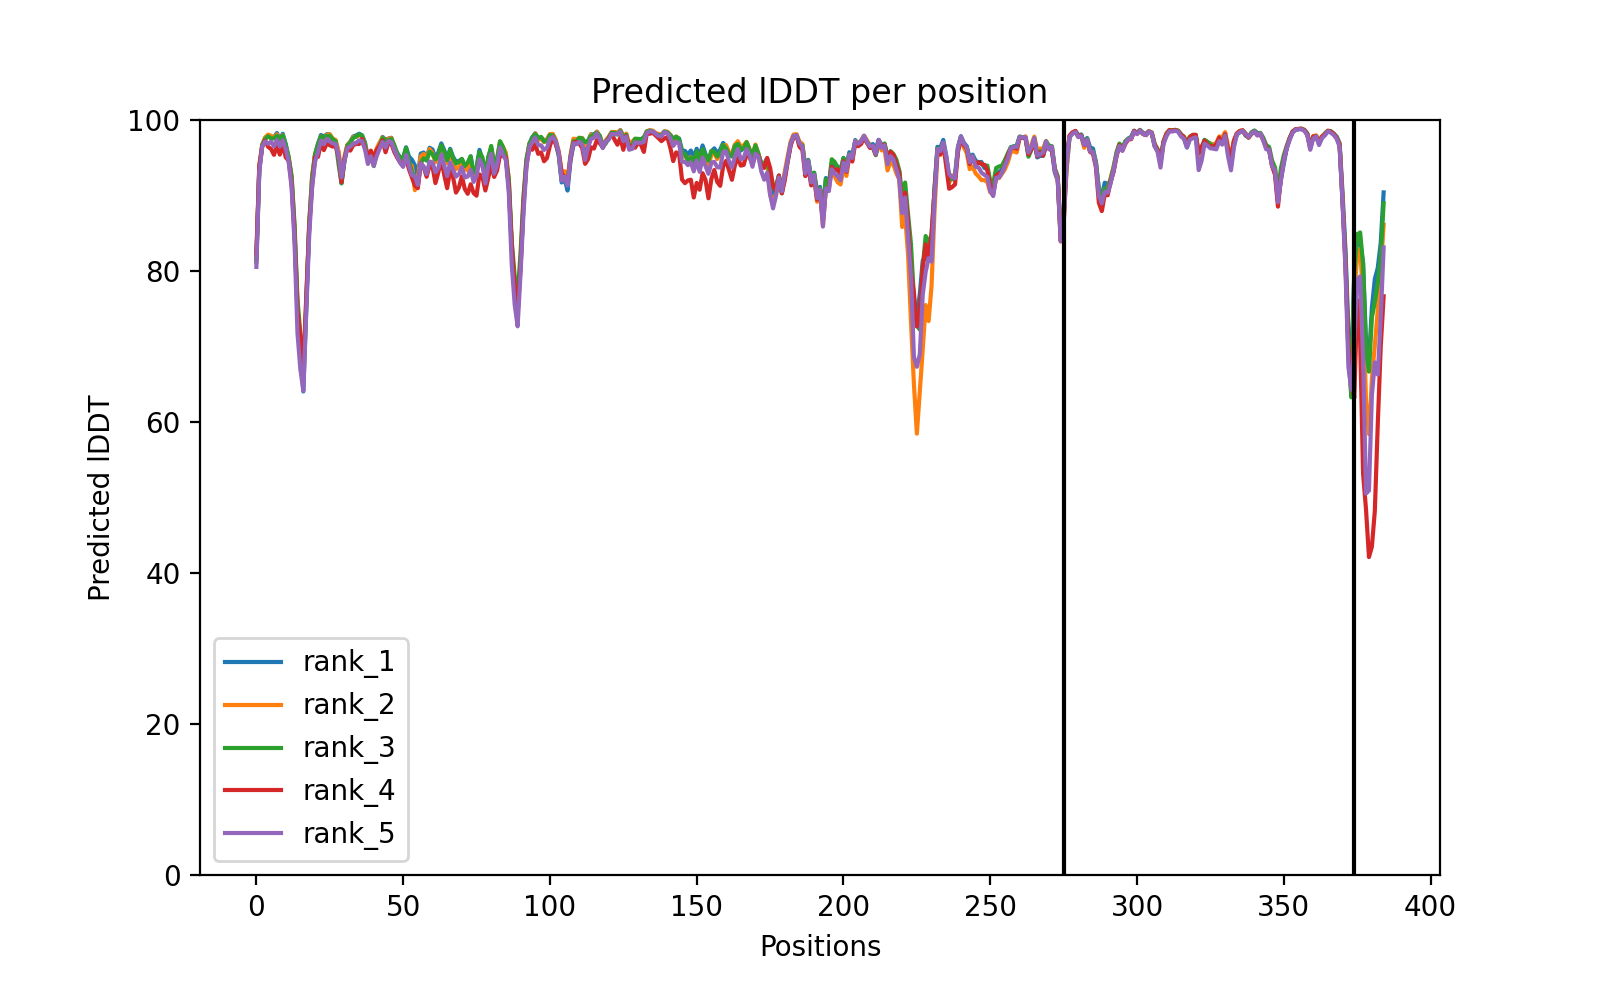 Predicted lDDT per position
100
80
60
40
20
0
Predicted lDDT
rank_1
rank_2
rank_3
rank_4
rank_5
0 50 100 150 200 250 300 350 400
Positions